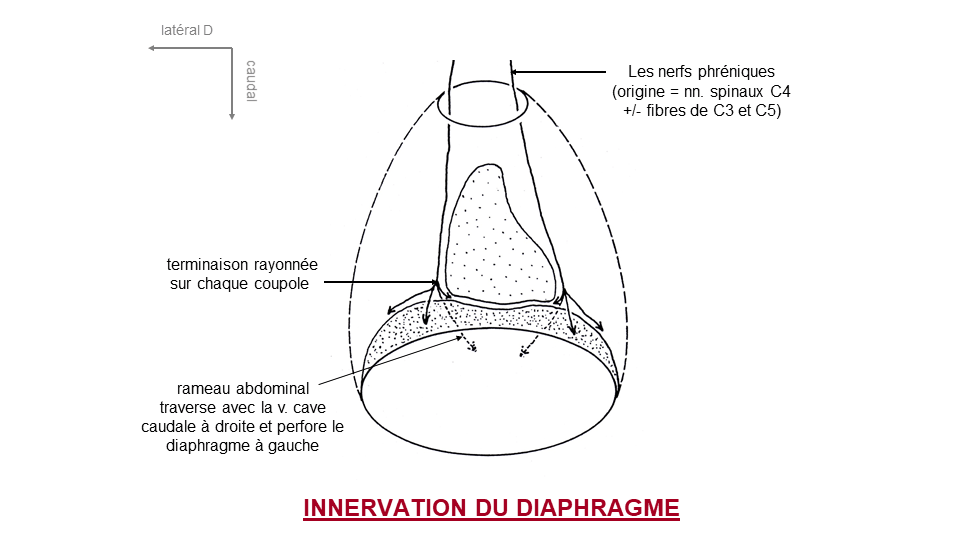 latéral D
caudal
Les nerfs phréniques
(origine = nn. spinaux C4
+/- fibres de C3 et C5)
terminaison rayonnée
sur chaque coupole
rameau abdominal
traverse avec la v. cave
caudale à droite et perfore le
diaphragme à gauche
INNERVATION DU DIAPHRAGME